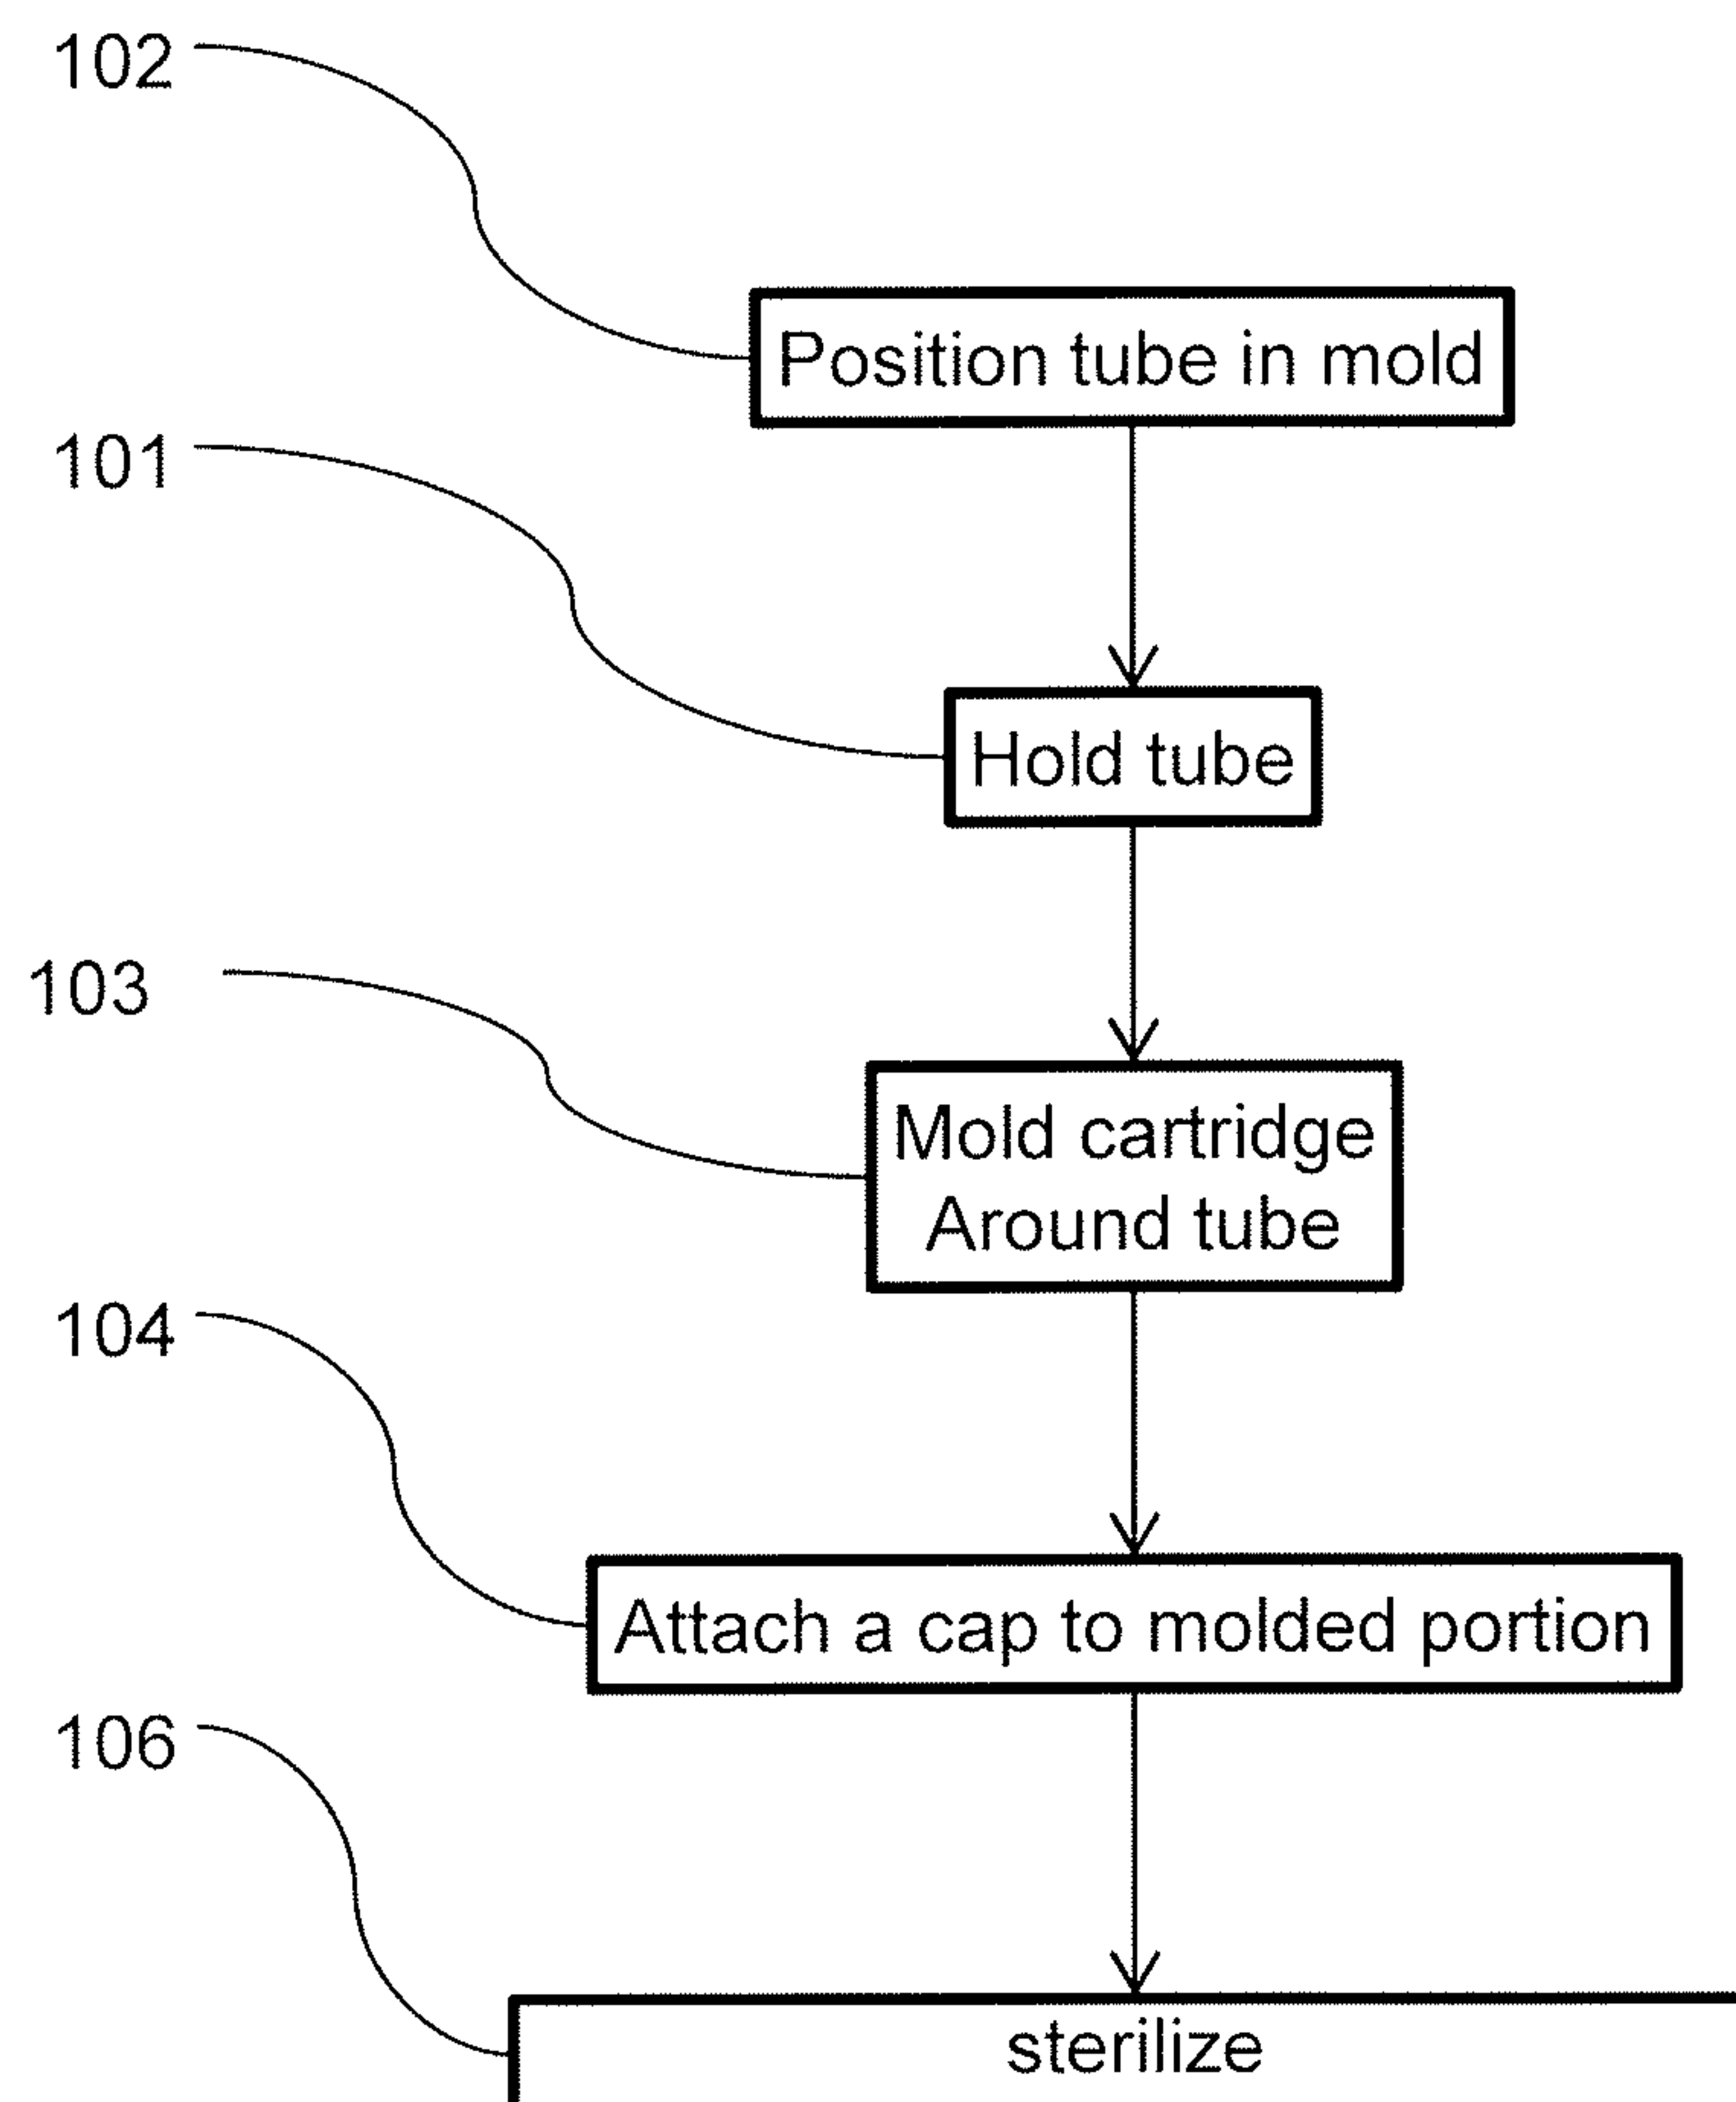 102
Position tube in mold
101
Hold tube
103
Mold cartridge
Around tube
104
Attach a cap to molded portion
106
sterilize